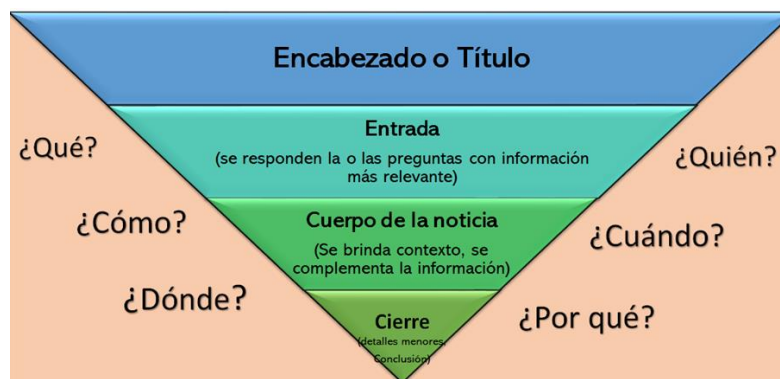 Encabezado o Título
Entrada
(se responden la o las preguntas con información
más relevante)
¿Qué?
¿Quién?
Cuerpo de la noticia
(Se brinda contexto, se
complementa la información)
¿Cómo?
¿Cuándo?
¿Dónde?
¿Por qué?
Cierre
(detalles menores,
Conclusión)